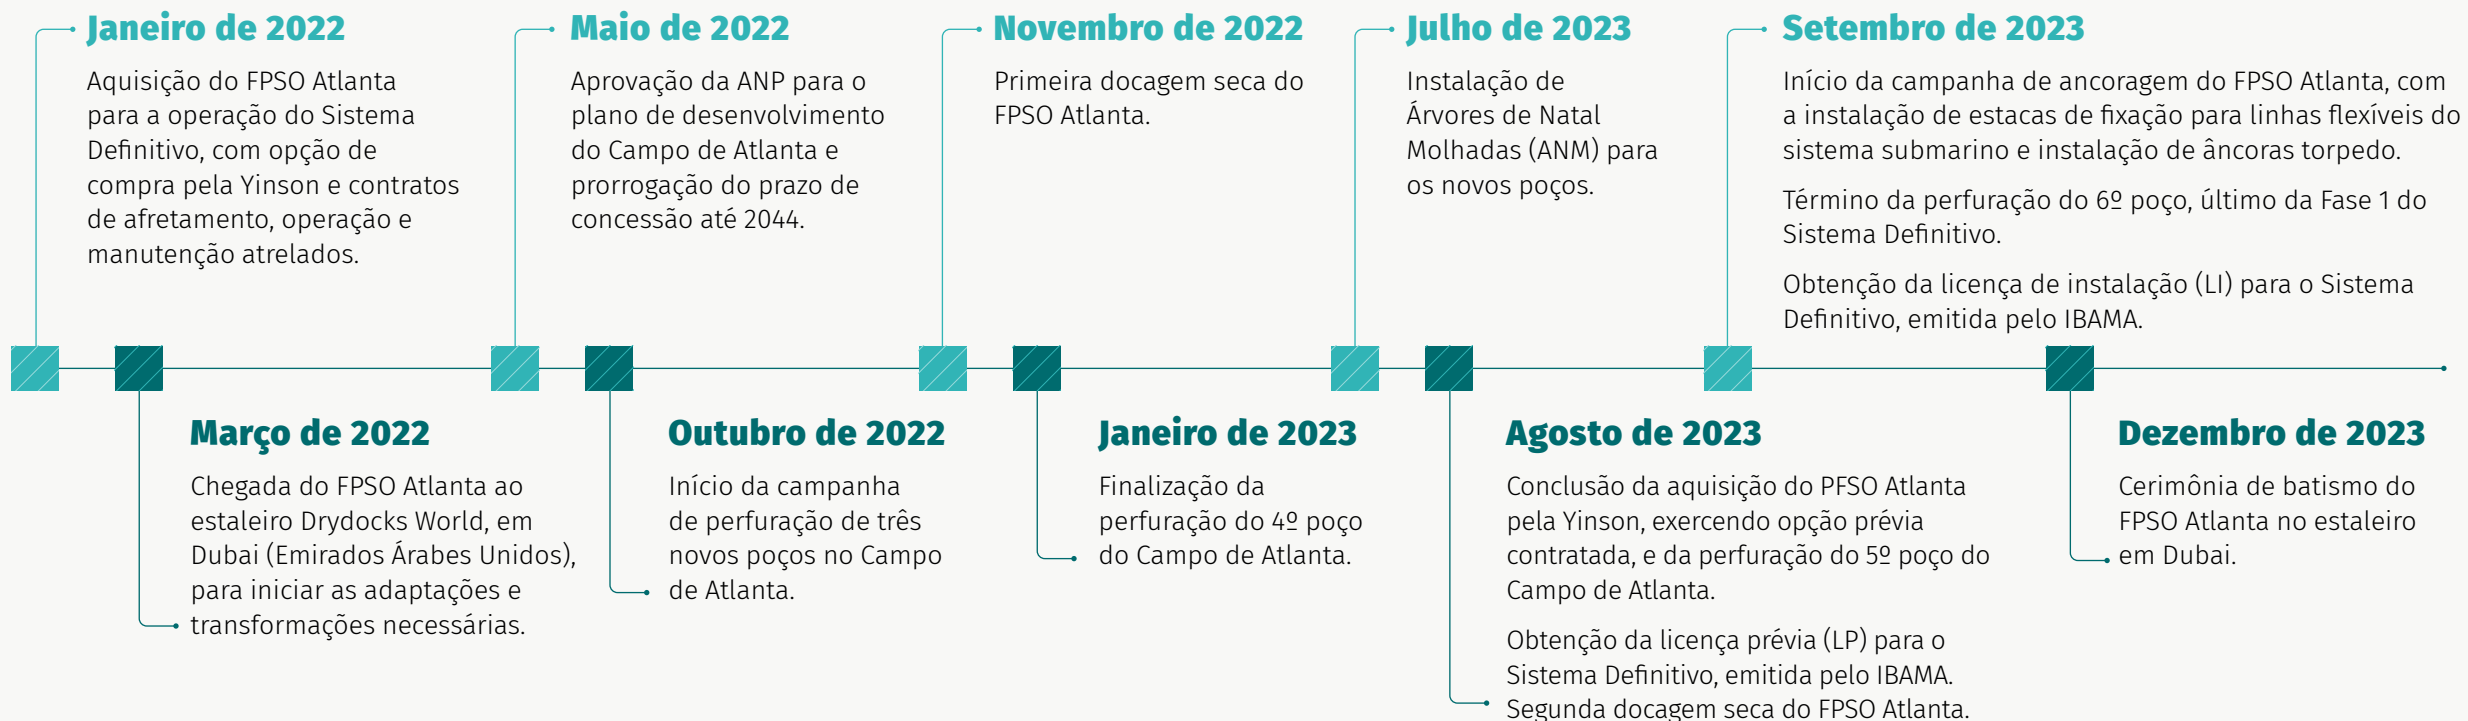 Janeiro de 2022
Aquisição do FPSO Atlanta
para a operação do Sistema
Definitivo, com opção de
compra pela Yinson e contratos
de afretamento, operação e
manutenção atrelados.
Março de 2022
Chegada do FPSO Atlanta ao
estaleiro Drydocks World, em
Dubai (Emirados Árabes Unidos),
para iniciar as adaptações e
transformações necessárias.
Maio de 2022
Aprovação da ANP para o
plano de desenvolvimento
do Campo de Atlanta e
prorrogação do prazo de
concessão até 2044.
Outubro de 2022
Início da campanha
de perfuração de três
novos poços no Campo
de Atlanta.
Novembro de 2022
Primeira docagem seca do
FPSO Atlanta.
Janeiro de 2023
Finalização da
perfuração do 4º poço
do Campo de Atlanta.
Julho de 2023
Instalação de
Árvores de Natal
Molhadas (ANM) para
os novos poços.
Agosto de 2023
Conclusão da aquisição do PFSO Atlanta
pela Yinson, exercendo opção prévia
contratada, e da perfuração do 5º poço do
Campo de Atlanta.
Obtenção da licença prévia (LP) para o
Sistema Definitivo, emitida pelo IBAMA.
Segunda docagem seca do FPSO Atlanta.
Setembro de 2023
Início da campanha de ancoragem do FPSO Atlanta, com
a instalação de estacas de fixação para linhas flexíveis do
sistema submarino e instalação de âncoras torpedo.
Término da perfuração do 6º poço, último da Fase 1 do
Sistema Definitivo.
Obtenção da licença de instalação (LI) para o Sistema
Definitivo, emitida pelo IBAMA.
Dezembro de 2023
Cerimônia de batismo do
FPSO Atlanta no estaleiro
em Dubai.